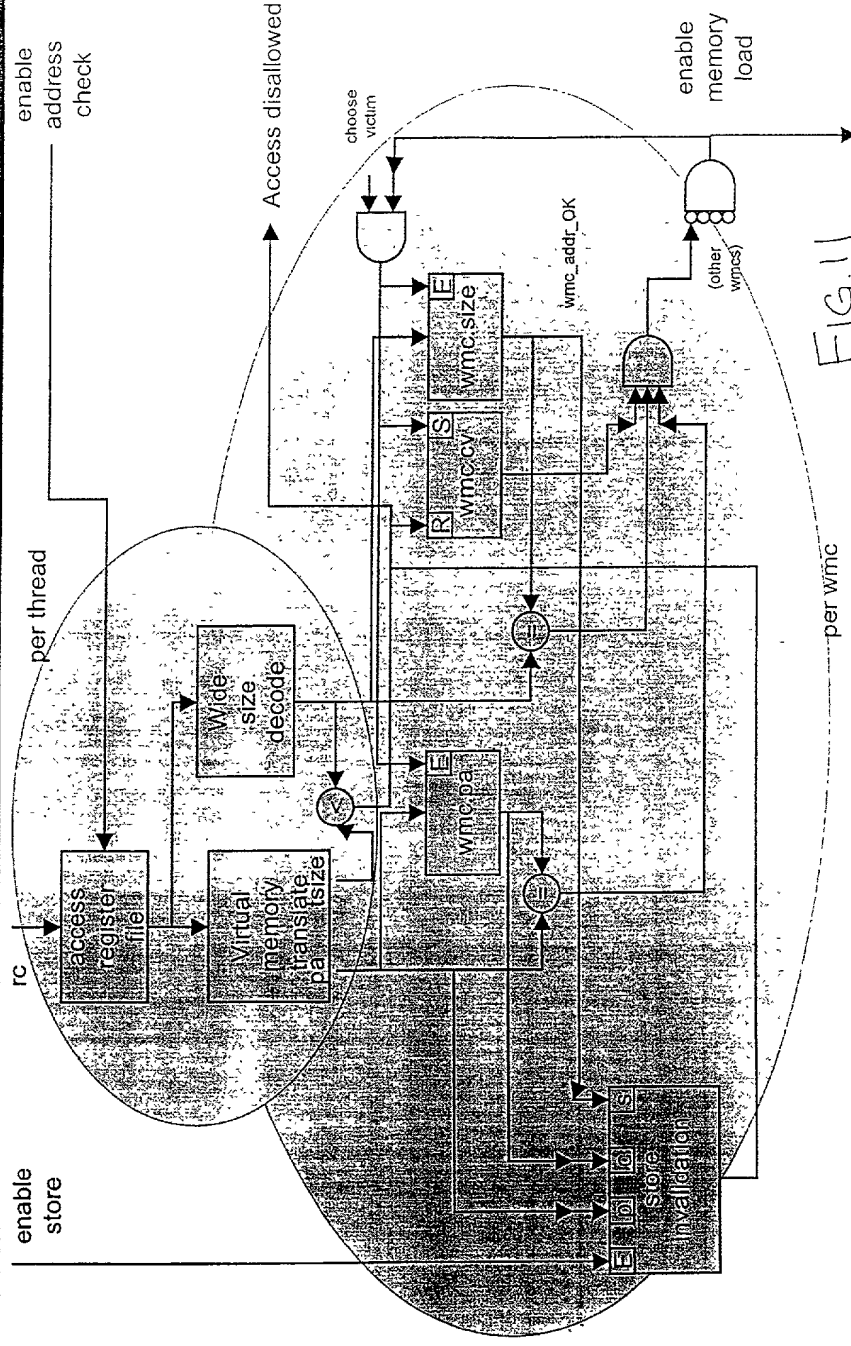 enable
address
check
Access disallowed
enable
store
rc
per thread
access
register
file
Wide
size
decode
Virtual
memory
translate
pa tsize
<
choose
victim
wmc.pa
E
R
wmc.cv
S
wmc.size
E
=
=
wmc_addr_OK
(other
wmcs)
enable
memory
load
E
p
c
s
store
invalidation
per wmc
FIG. 11